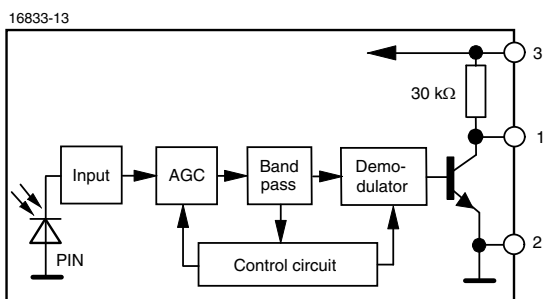 16833-13
3
30 kΩ
1
Input
AGC
Band
pass
Demo-
dulator
2
PIN
Control circuit